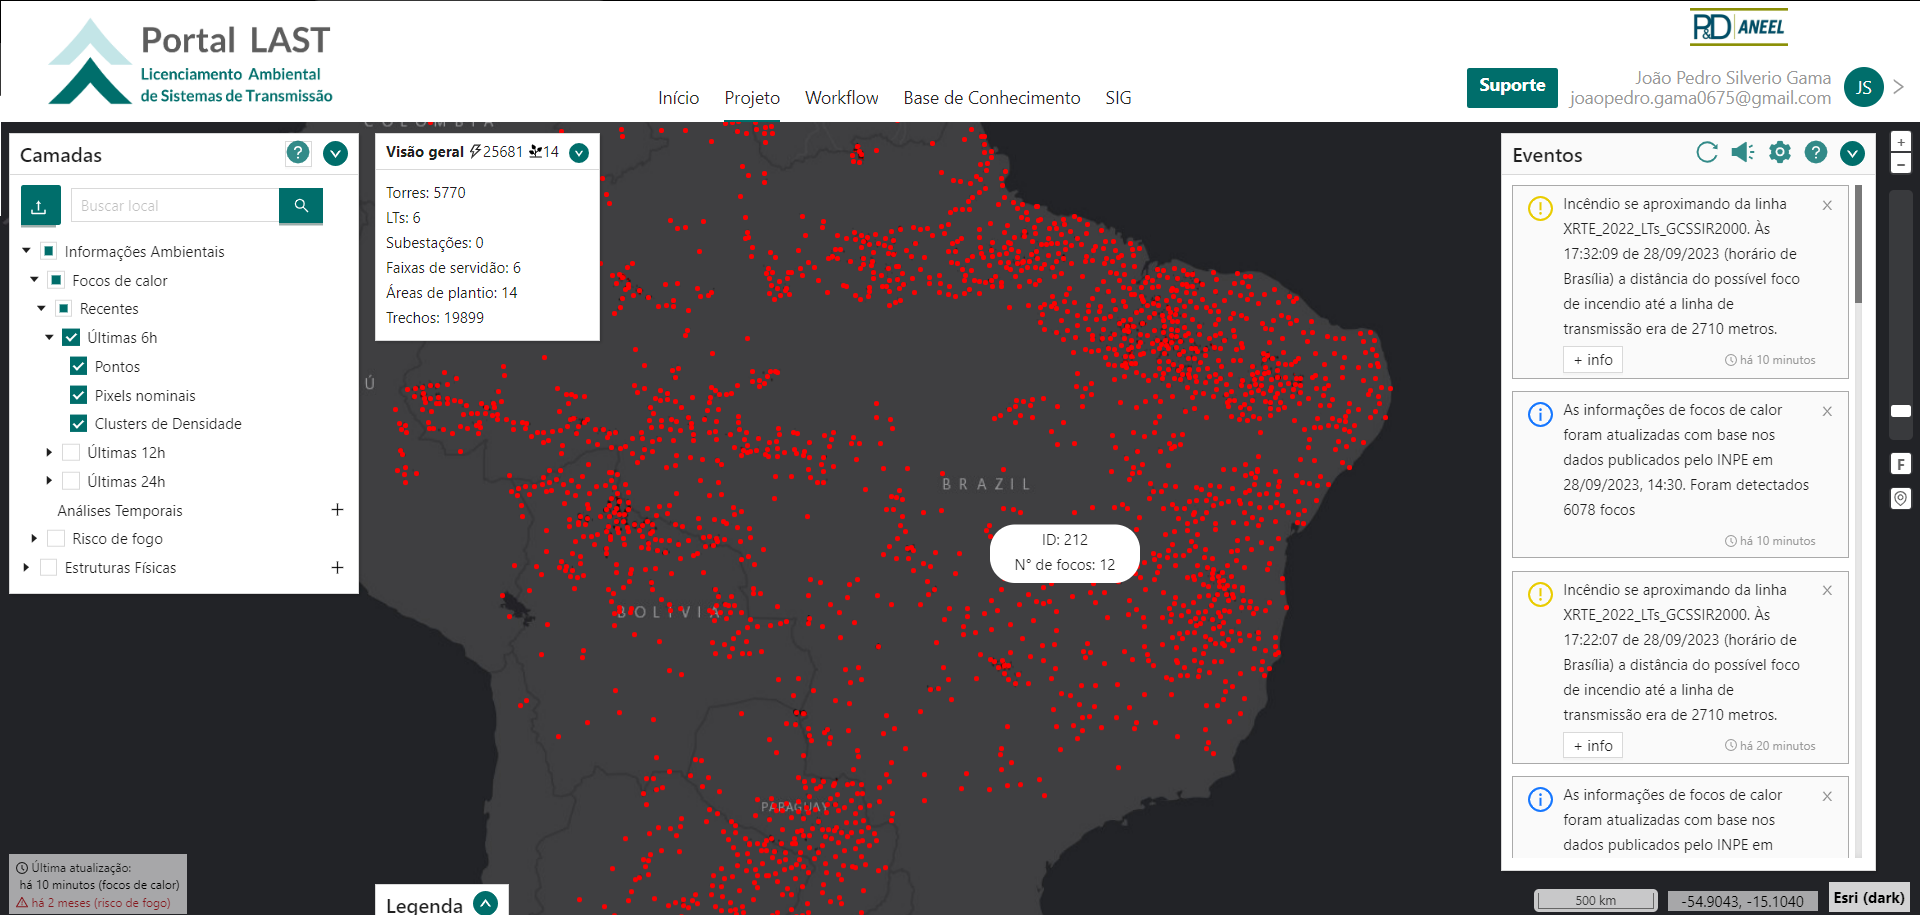 Portal LAST
Licenciamento Ambiental
de Sistemas de Transmissão
Início
Projeto
Workflow
Base de Conhecimento
SIG
P&D ANEEL
Suporte
João Pedro Silverio Gama
joaopedro.gama0675@gmail.com
JS
Camadas
?
Buscar local
Informações Ambientais
Focos de calor
Recentes
Últimas 6h
Pontos
Pixels nominais
Clusters de Densidade
Últimas 12h
Últimas 24h
Análises Temporais +
Risco de fogo
Estruturas Físicas +
Visão geral 25681 14
Torres: 5770
LTs: 6
Subestações: 0
Faixas de servidão: 6
Áreas de plantio: 14
Trechos: 19899
COLOMBIA
Ú
BRAZIL
ID: 212
N° de focos: 12
BOLIVIA
PARAGUAY
Eventos
?
Incêndio se aproximando da linha
XRTE_2022_LTs_GCSSIR2000. Às
17:32:09 de 28/09/2023 (horário de
Brasília) a distância do possível foco
de incendio até a linha de
transmissão era de 2710 metros.
+ info
há 10 minutos
As informações de focos de calor
foram atualizadas com base nos
dados publicados pelo INPE em
28/09/2023, 14:30. Foram detectados
6078 focos
há 10 minutos
Incêndio se aproximando da linha
XRTE_2022_LTs_GCSSIR2000. Às
17:22:07 de 28/09/2023 (horário de
Brasília) a distância do possível foco
de incendio até a linha de
transmissão era de 2710 metros.
+ info
há 20 minutos
As informações de focos de calor
foram atualizadas com base nos
dados publicados pelo INPE em
+
−
F
Última atualização:
há 10 minutos (focos de calor)
há 2 meses (risco de fogo)
Legenda
500 km
-54.9043, -15.1040
Esri (dark)